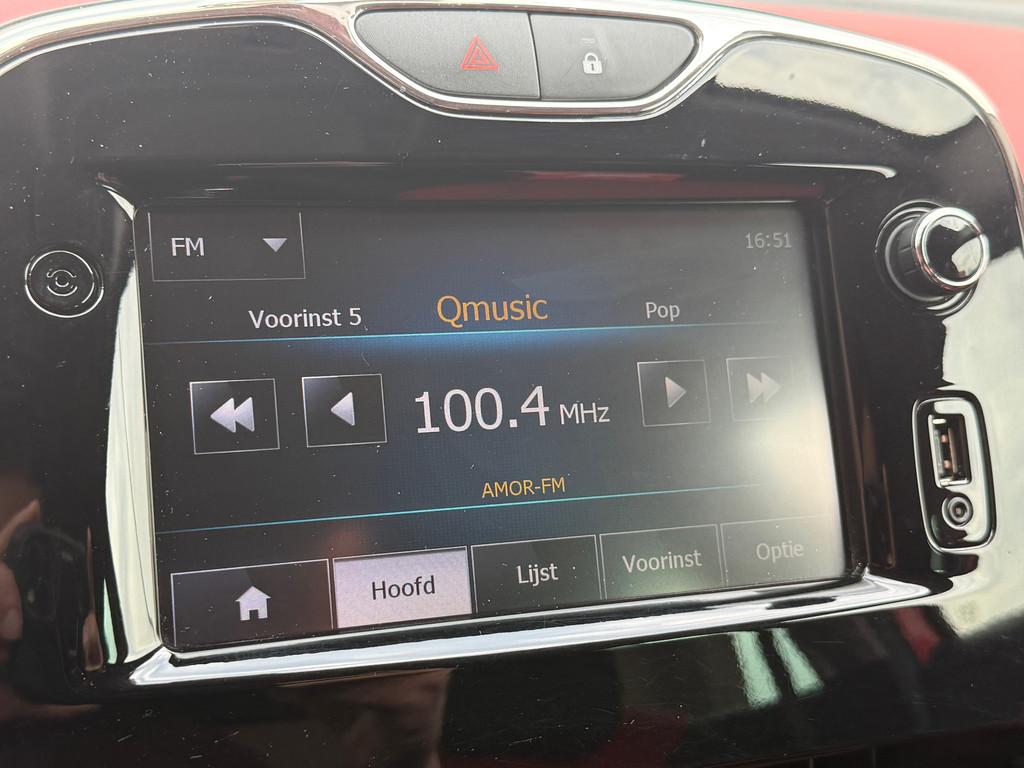 FM
16:51
Voorinst 5 Qmusic Pop
100.4 MHz
AMOR-FM
Hoofd Lijst Voorinst Optie